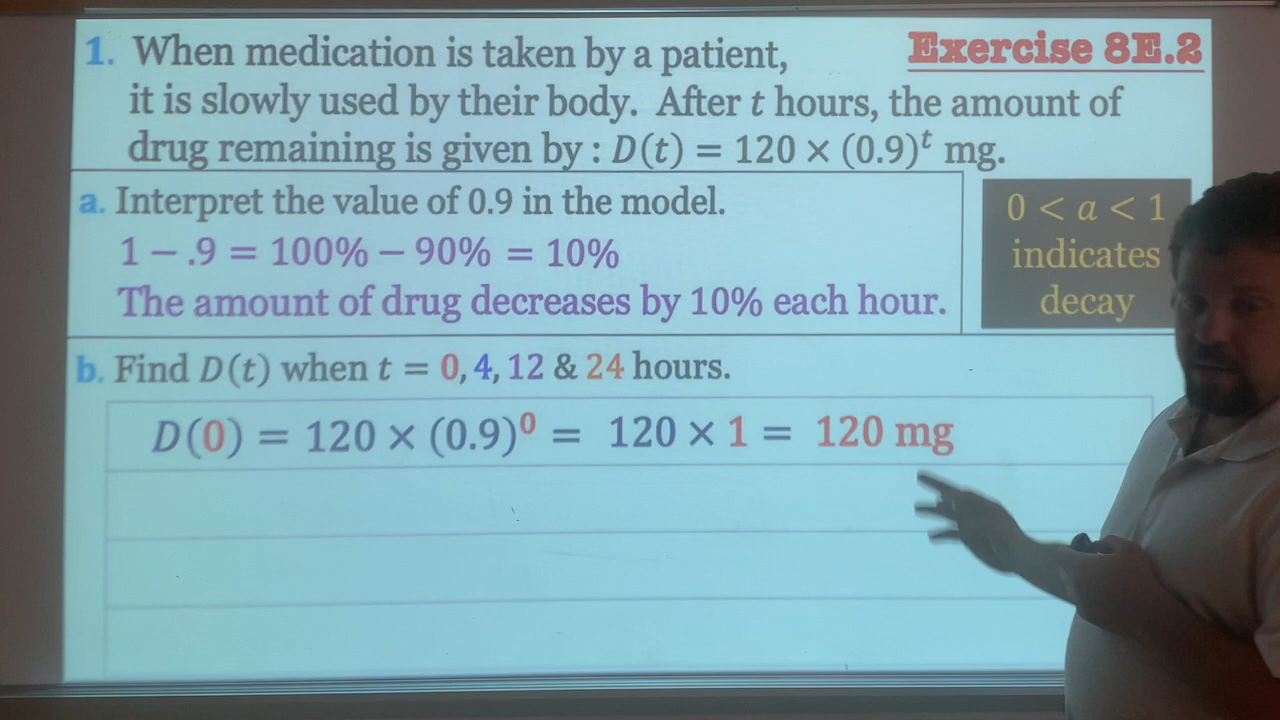 1. When medication is taken by a patient,
Exercise 8E.2
it is slowly used by their body. After t hours, the amount of
drug remaining is given by : D(t) = 120 × (0.9)^t mg.
a. Interpret the value of 0.9 in the model.
1 − .9 = 100% − 90% = 10%
The amount of drug decreases by 10% each hour.
0 < a < 1
indicates
decay
b. Find D(t) when t = 0, 4, 12 & 24 hours.
D(0) = 120 × (0.9)^0 = 120 × 1 = 120 mg